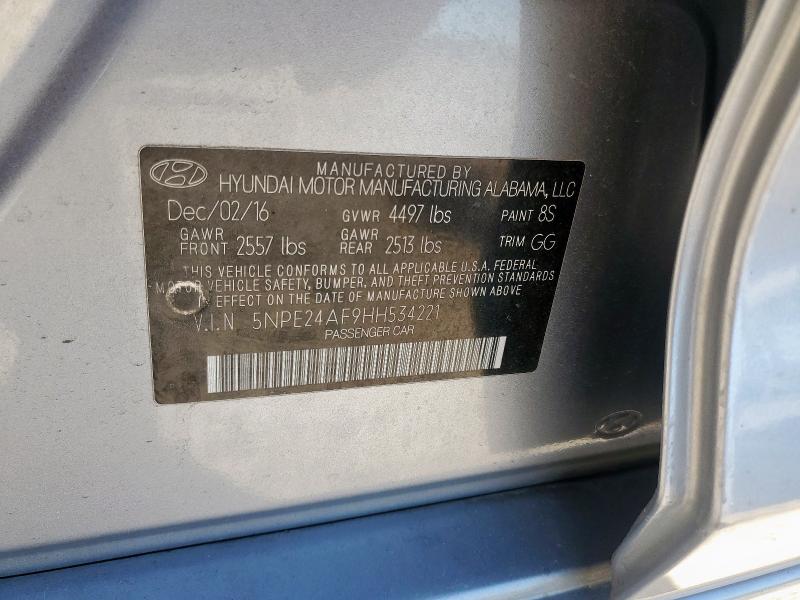 MANUFACTURED BY
HYUNDAI MOTOR MANUFACTURING ALABAMA, LLC
Dec/02/16 GVWR 4497 lbs PAINT 8S
GAWR FRONT 2557 lbs GAWR REAR 2513 lbs TRIM GG
THIS VEHICLE CONFORMS TO ALL APPLICABLE U.S.A. FEDERAL
MOTOR VEHICLE SAFETY, BUMPER, AND THEFT PREVENTION STANDARDS
EFFECT ON THE DATE OF MANUFACTURE SHOWN ABOVE
V.I.N 5NPE24AF9HH534221
PASSENGER CAR